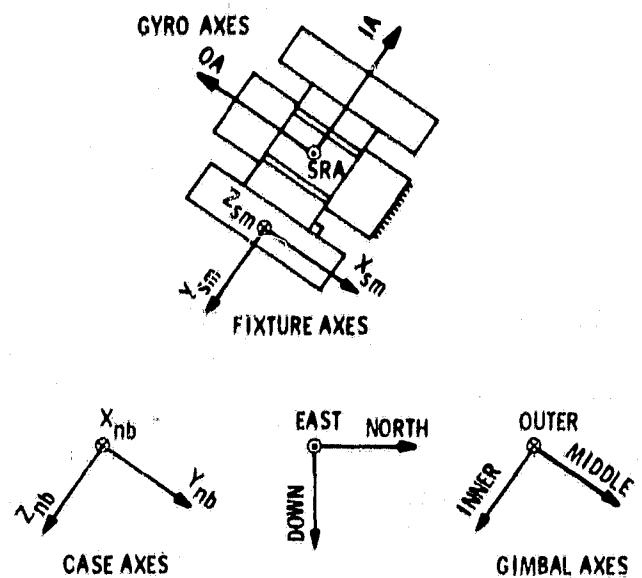 GYRO AXES
IA
OA
SRA
Zsm
Xsm
Ysm
FIXTURE AXES
Xnb
Ynb
Znb
CASE AXES
EAST
NORTH
DOWN
OUTER
MIDDLE
INNER
GIMBAL AXES